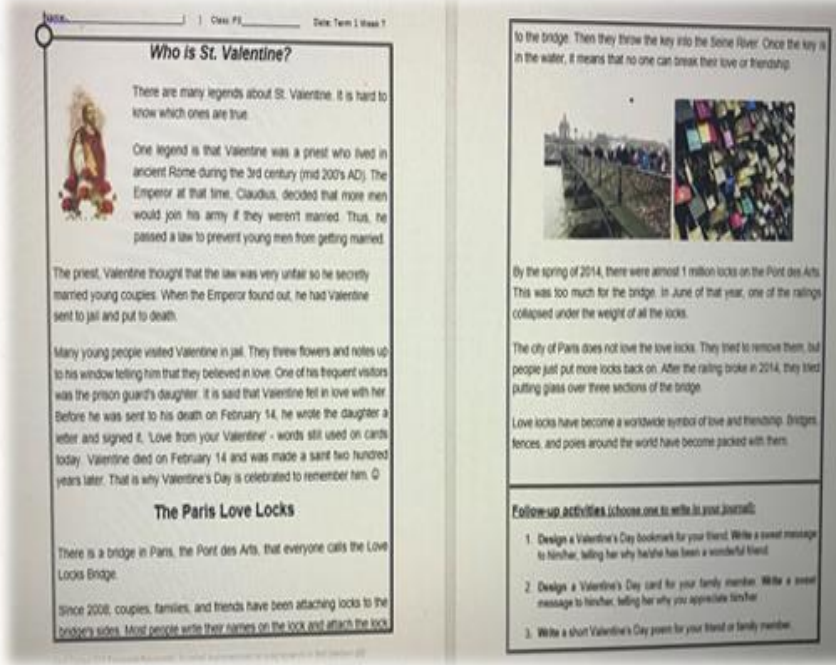 Name ( ) Class: P5 Date: Term 1 Week 7
Who is St. Valentine?
There are many legends about St. Valentine. It is hard to
know which ones are true.
One legend is that Valentine was a priest who lived in
ancient Rome during the 3rd century (mid 200's AD). The
Emperor at that time, Claudius, decided that more men
would join his army if they weren't married. Thus, he
passed a law to prevent young men from getting married.
The priest, Valentine thought that the law was very unfair so he secretly
married young couples. When the Emperor found out, he had Valentine
sent to jail and put to death.
Many young people visited Valentine in jail. They threw flowers and notes up
to his window telling him that they believed in love. One of his frequent visitors
was the prison guard's daughter. It is said that Valentine fell in love with her.
Before he was sent to his death on February 14, he wrote the daughter a
letter and signed it, 'Love from your Valentine' - words still used on cards
today. Valentine died on February 14 and was made a saint two hundred
years later. That is why Valentine's Day is celebrated to remember him. ☺
The Paris Love Locks
There is a bridge in Paris, the Pont des Arts, that everyone calls the Love
Locks Bridge.
Since 2008, couples, families, and friends have been attaching locks to the
bridge's sides. Most people write their names on the lock and attach the lock
to the bridge. Then they throw the key into the Seine River. Once the key is
in the water, it means that no one can break their love or friendship.
By the spring of 2014, there were almost 1 million locks on the Pont des Arts.
This was too much for the bridge. In June of that year, one of the railings
collapsed under the weight of all the locks.
The city of Paris does not love the love locks. They tried to remove them, but
people just put more locks back on. After the railing broke in 2014, they tried
putting glass over three sections of the bridge.
Love locks have become a worldwide symbol of love and friendship. Bridges,
fences, and poles around the world have become packed with them.
Follow-up activities (choose one to write in your journal):
1. Design a Valentine's Day bookmark for your friend. Write a sweet message
to him/her, telling her why he/she has been a wonderful friend.
2. Design a Valentine's Day card for your family member. Write a sweet
message to him/her, telling her why you appreciate him/her.
3. Write a short Valentine's Day poem for your friend or family member.